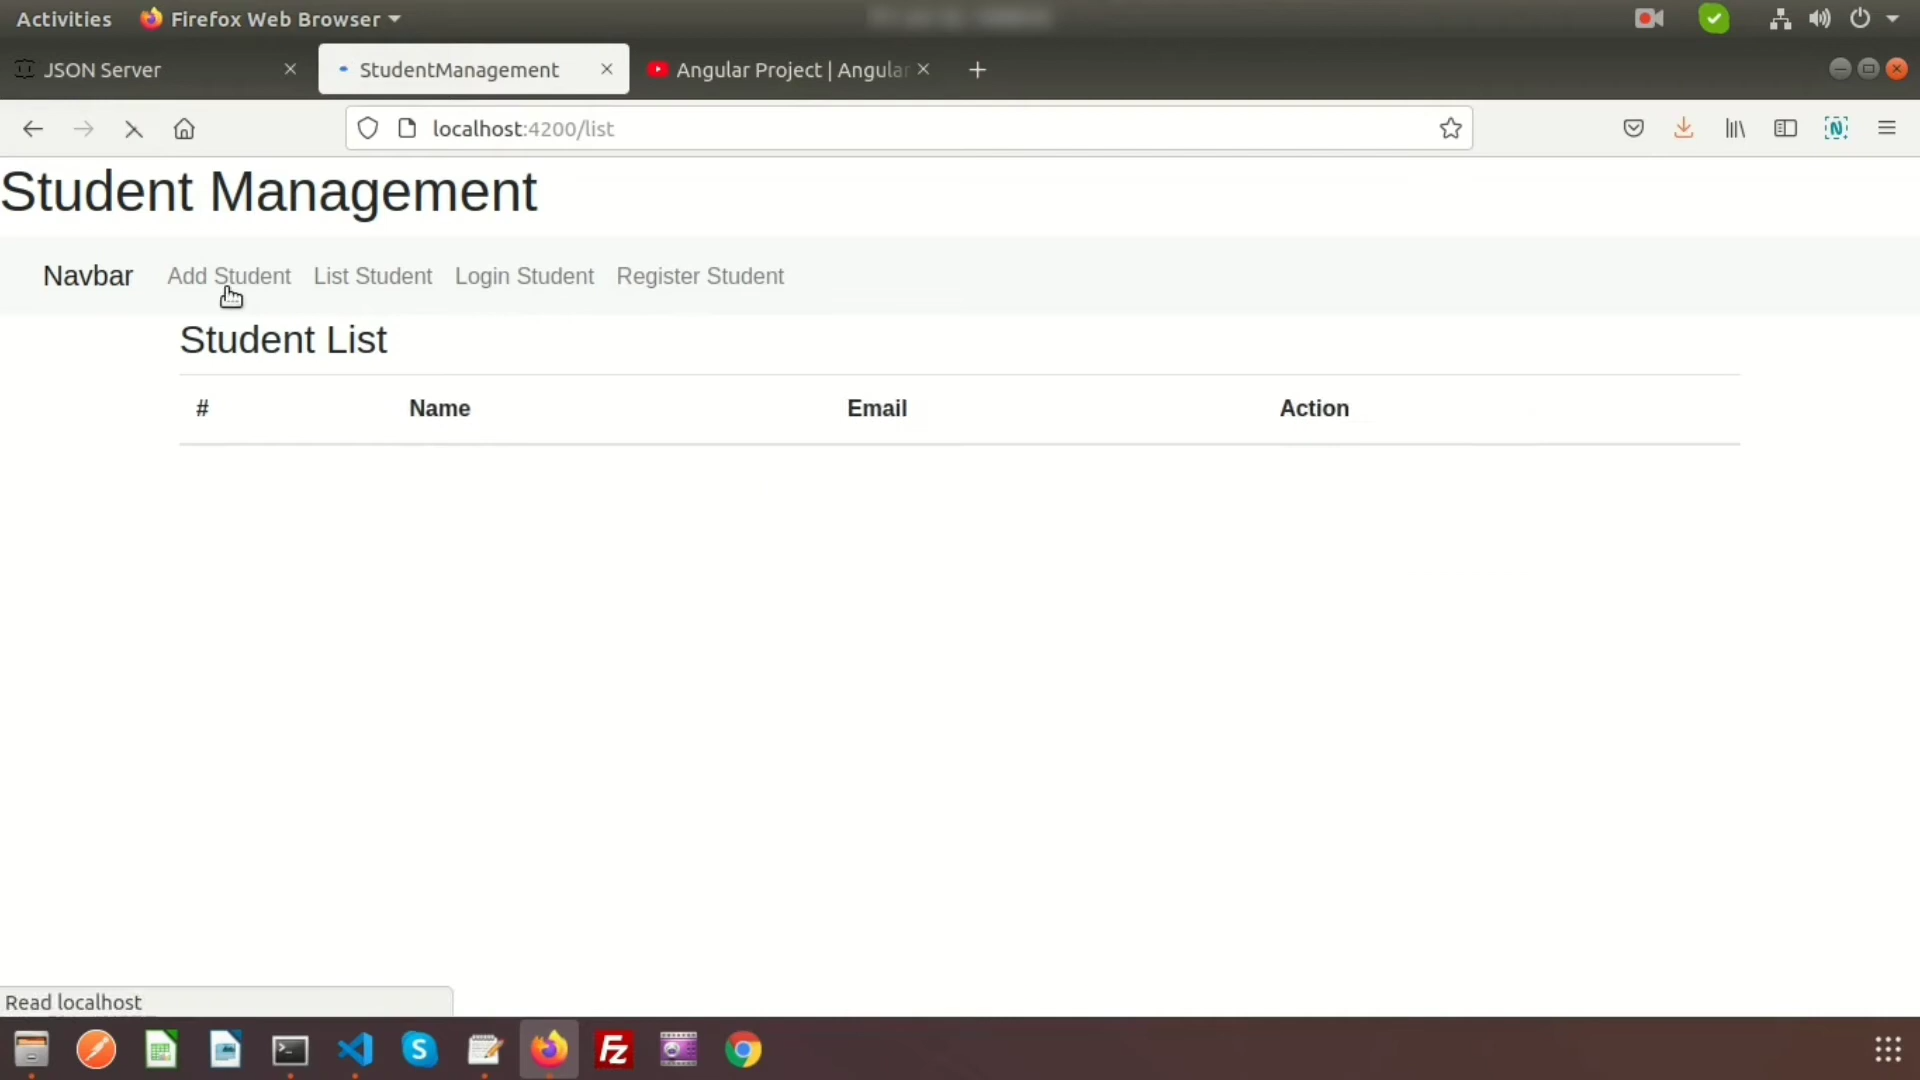 Activities Firefox Web Browser
JSON Server StudentManagement Angular Project | Angular
localhost:4200/list
Student Management
Navbar Add Student List Student Login Student Register Student
Student List
# Name Email Action
Read localhost